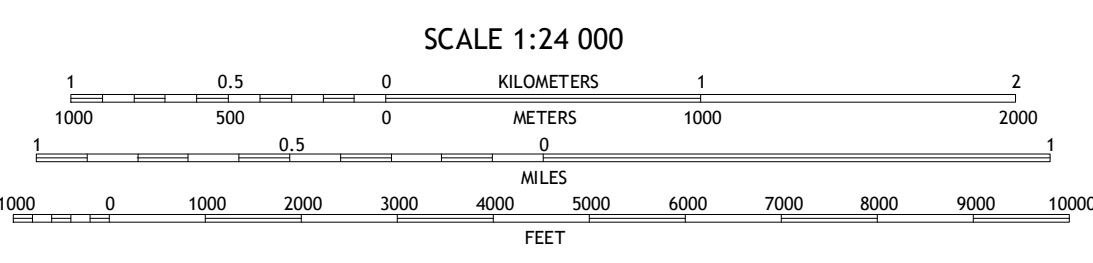 SCALE 1:24 000
1 0.5 0 KILOMETERS 1 2
1000 500 0 METERS 1000 2000
1 0.5 0 1
MILES
1000 0 1000 2000 3000 4000 5000 6000 7000 8000 9000 10000
FEET